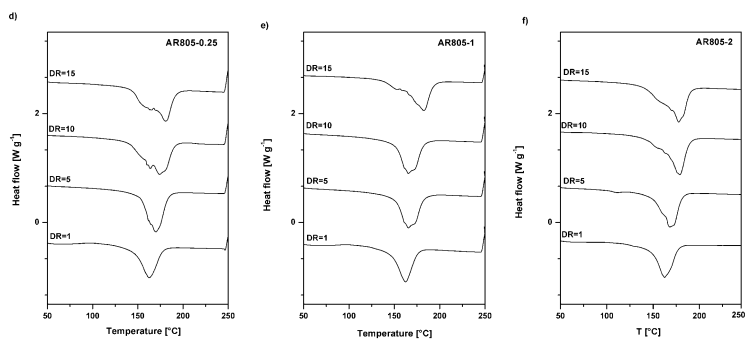 d)
AR805-0.25
DR=15
DR=10
DR=5
DR=1
2
0
Heat flow [W g-1]
50
100
150
200
250
Temperature [°C]
e)
AR805-1
DR=15
DR=10
DR=5
DR=1
2
0
Heat flow [W g-1]
50
100
150
200
250
Temperature [°C]
f)
AR805-2
DR=15
DR=10
DR=5
DR=1
2
0
Heat flow [W g-1]
50
100
150
200
250
T [°C]